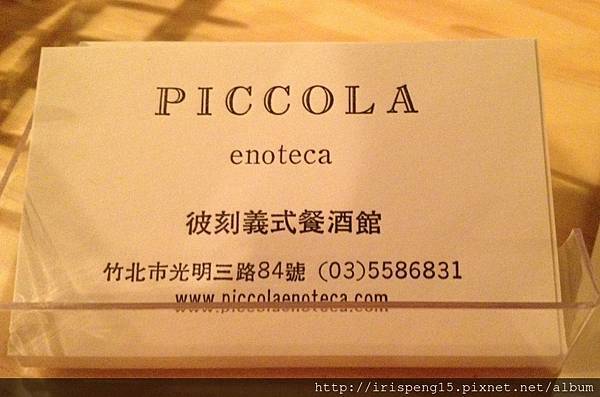 PICCOLA
enoteca
彼刻義式餐酒館
竹北市光明三路84號 (03)5586831
www.piccolaenoteca.com
http://irispeng15.pixnet.net/album